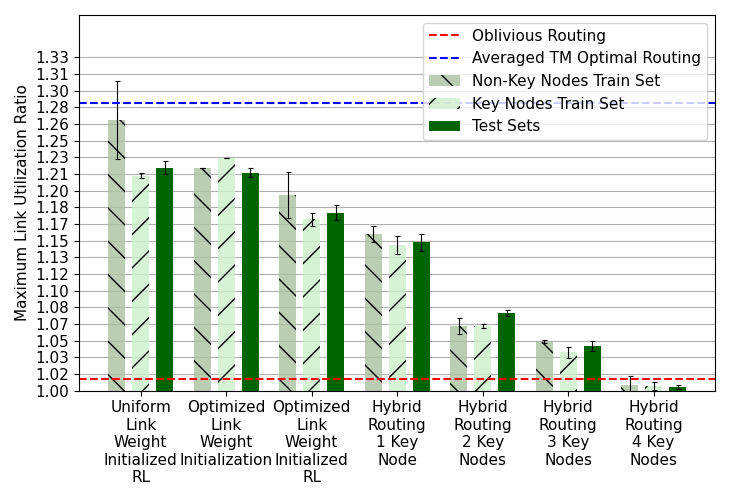 Oblivious Routing
Averaged TM Optimal Routing
Non-Key Nodes Train Set
Key Nodes Train Set
Test Sets
Maximum Link Utilization Ratio
1.33
1.31
1.30
1.28
1.26
1.25
1.23
1.21
1.20
1.18
1.17
1.15
1.13
1.12
1.10
1.08
1.07
1.05
1.03
1.02
1.00
Uniform
Link
Weight
Initialized
RL
Optimized
Link
Weight
Initialization
Optimized
Link
Weight
Initialized
RL
Hybrid
Routing
1 Key
Node
Hybrid
Routing
2 Key
Nodes
Hybrid
Routing
3 Key
Nodes
Hybrid
Routing
4 Key
Nodes